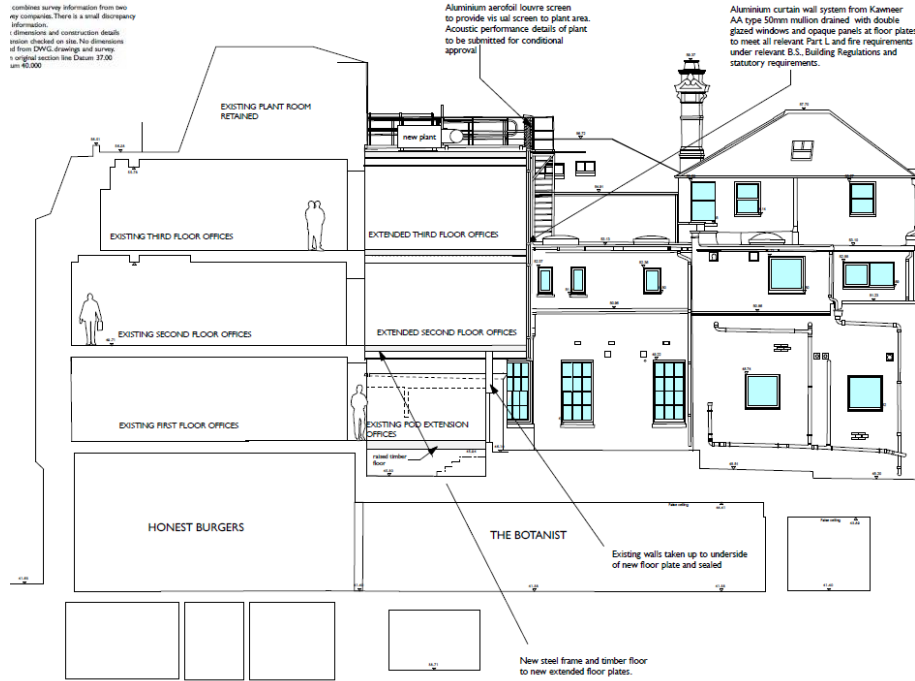 combines survey information from two
vey companies. There is a small discrepancy
information.
dimensions and construction details
ension checked on site. No dimensions
d from DWG. drawings and survey.
original section line Datum 37.00
um 40.000
Aluminium aerofoil louvre screen
to provide vis ual screen to plant area.
Acoustic performance details of plant
to be submitted for conditional
approval
Aluminium curtain wall system from Kawneer
AA type 50mm mullion drained with double
glazed windows and opaque panels at floor plates
to meet all relevant Part L and fire requirements
under relevant B.S., Building Regulations and
statutory requirements.
EXISTING PLANT ROOM
RETAINED
new plant
EXISTING THIRD FLOOR OFFICES
EXTENDED THIRD FLOOR OFFICES
EXISTING SECOND FLOOR OFFICES
EXTENDED SECOND FLOOR OFFICES
EXISTING FIRST FLOOR OFFICES
EXISTING POD EXTENSION
OFFICES
raised timber
floor
HONEST BURGERS
THE BOTANIST
False ceiling
False ceiling
Existing walls taken up to underside
of new floor plate and sealed
New steel frame and timber floor
to new extended floor plates.